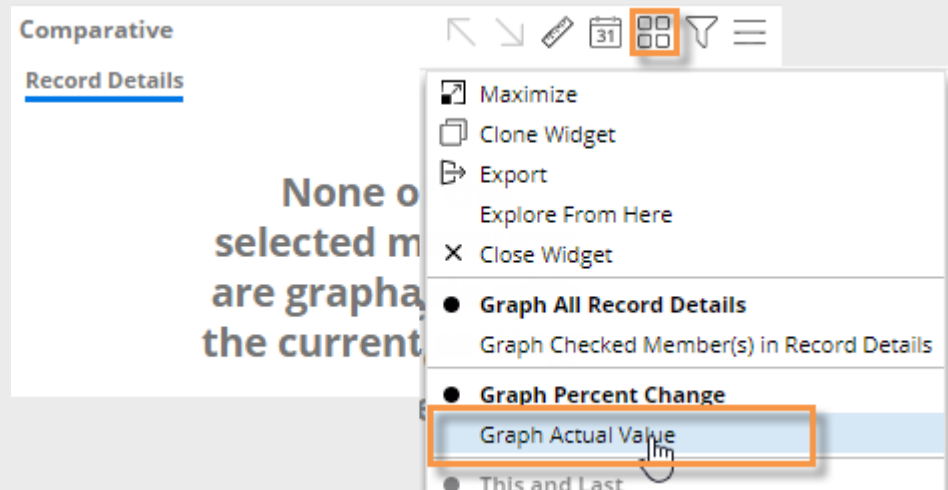 Comparative
31
Record Details
None o
selected m
are grapha
the current
Maximize
Clone Widget
Export
Explore From Here
Close Widget
Graph All Record Details
Graph Checked Member(s) in Record Details
Graph Percent Change
Graph Actual Value
This and Last